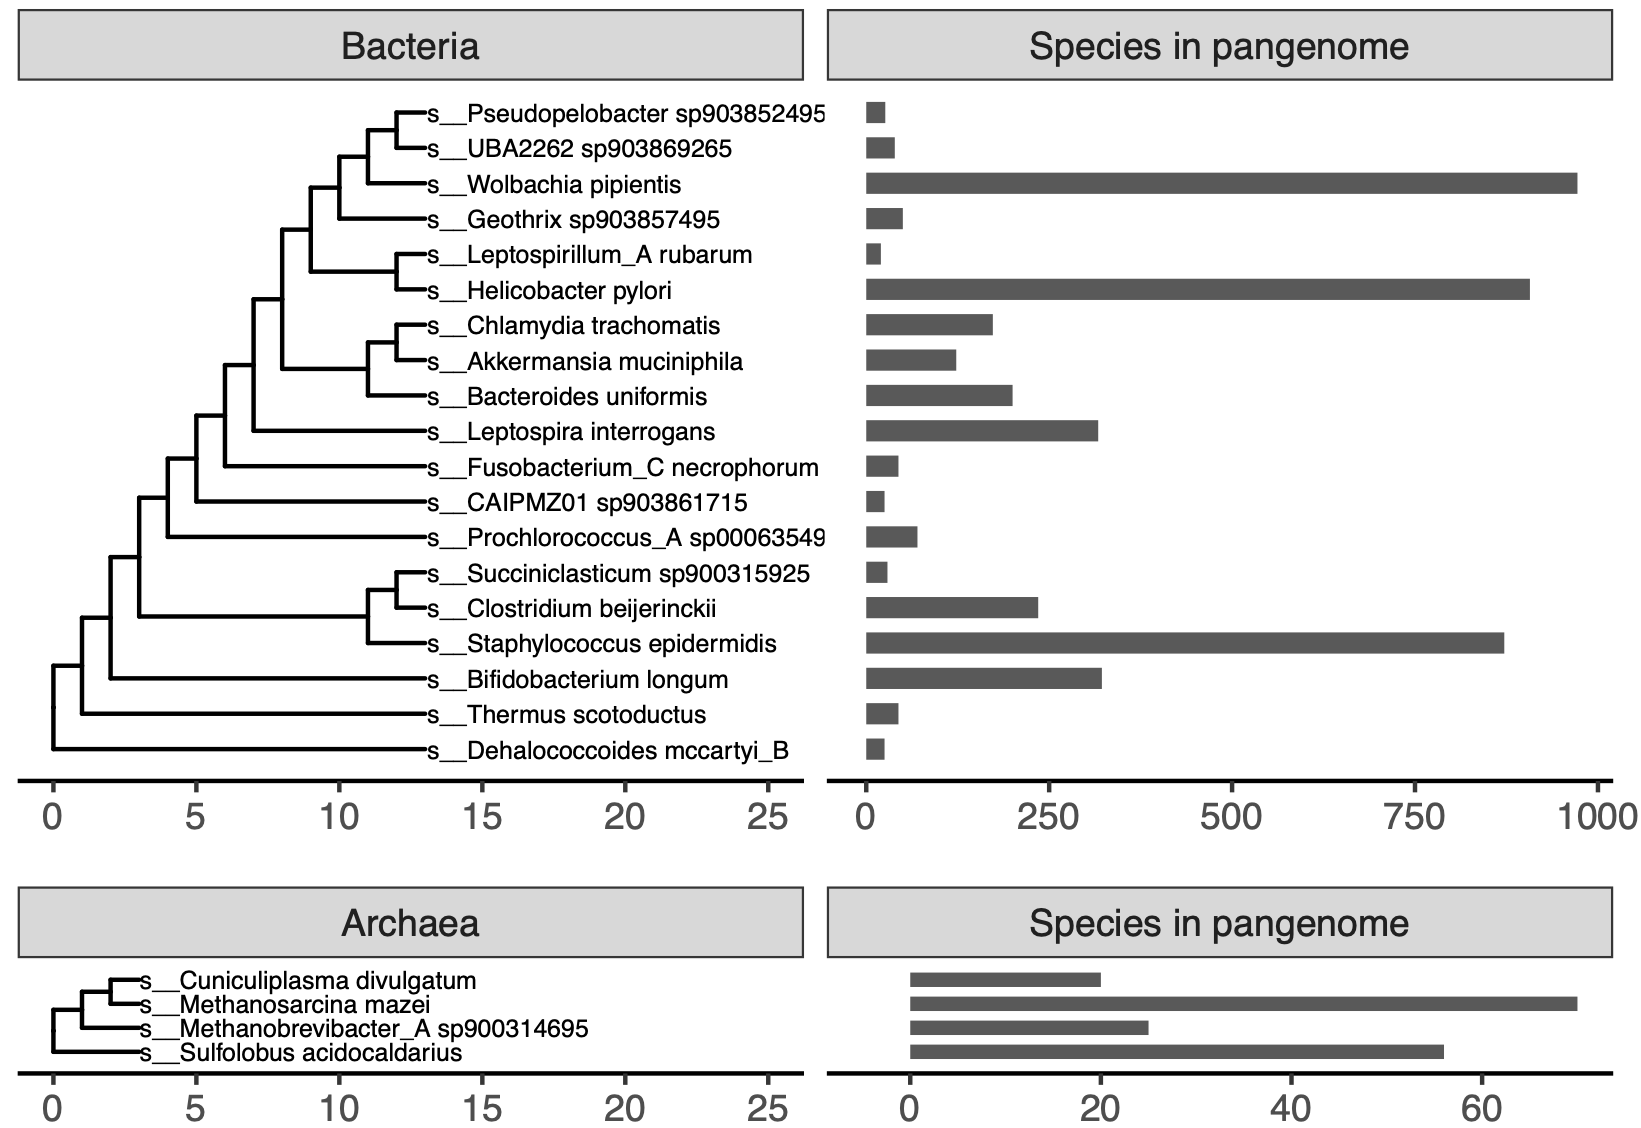 Bacteria
Species in pangenome
s__Pseudopelobacter sp903852495
s__UBA2262 sp903869265
s__Wolbachia pipientis
s__Geothrix sp903857495
s__Leptospirillum_A rubarum
s__Helicobacter pylori
s__Chlamydia trachomatis
s__Akkermansia muciniphila
s__Bacteroides uniformis
s__Leptospira interrogans
s__Fusobacterium_C necrophorum
s__CAIPMZ01 sp903861715
s__Prochlorococcus_A sp00063549
s__Succiniclasticum sp900315925
s__Clostridium beijerinckii
s__Staphylococcus epidermidis
s__Bifidobacterium longum
s__Thermus scotoductus
s__Dehalococcoides mccartyi_B
0 5 10 15 20 25
0 250 500 750 1000
Archaea
Species in pangenome
s__Cuniculiplasma divulgatum
s__Methanosarcina mazei
s__Methanobrevibacter_A sp900314695
s__Sulfolobus acidocaldarius
0 5 10 15 20 25
0 20 40 60